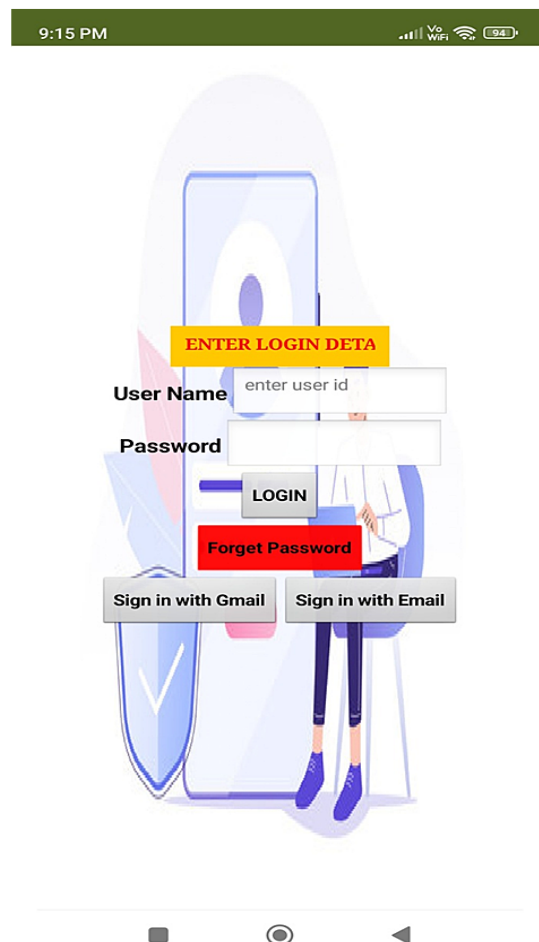 9:15 PM Vo WiFi 94
ENTER LOGIN DETA
User Name enter user id
Password
LOGIN
Forget Password
Sign in with Gmail Sign in with Email